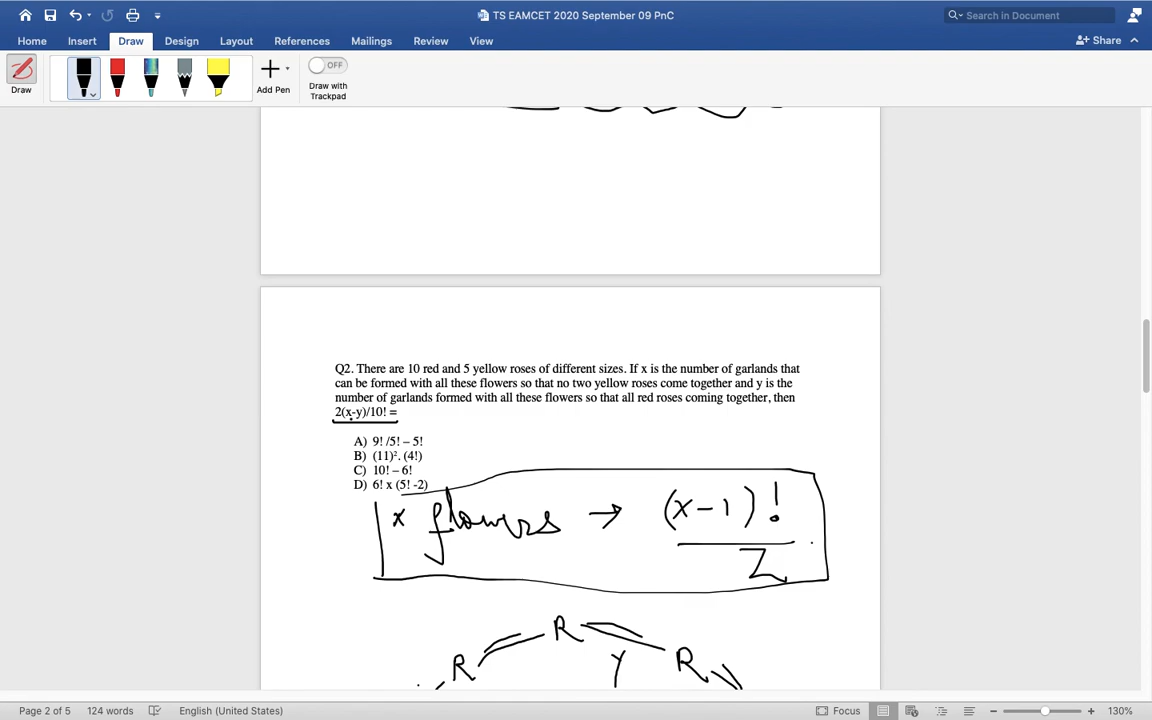 TS EAMCET 2020 September 09 PnC
Search in Document
Home Insert Draw Design Layout References Mailings Review View
Share
OFF
Draw
Add Pen
Draw with
Trackpad
Q2. There are 10 red and 5 yellow roses of different sizes. If x is the number of garlands that
can be formed with all these flowers so that no two yellow roses come together and y is the
number of garlands formed with all these flowers so that all red roses coming together, then
2(x-y)/10! =
A) 9! /5! – 5!
B) (11)². (4!)
C) 10! – 6!
D) 6! x (5! -2)
x flowers → (x-1)!
2
R
R
Y
R
Page 2 of 5 124 words English (United States) Focus 130%